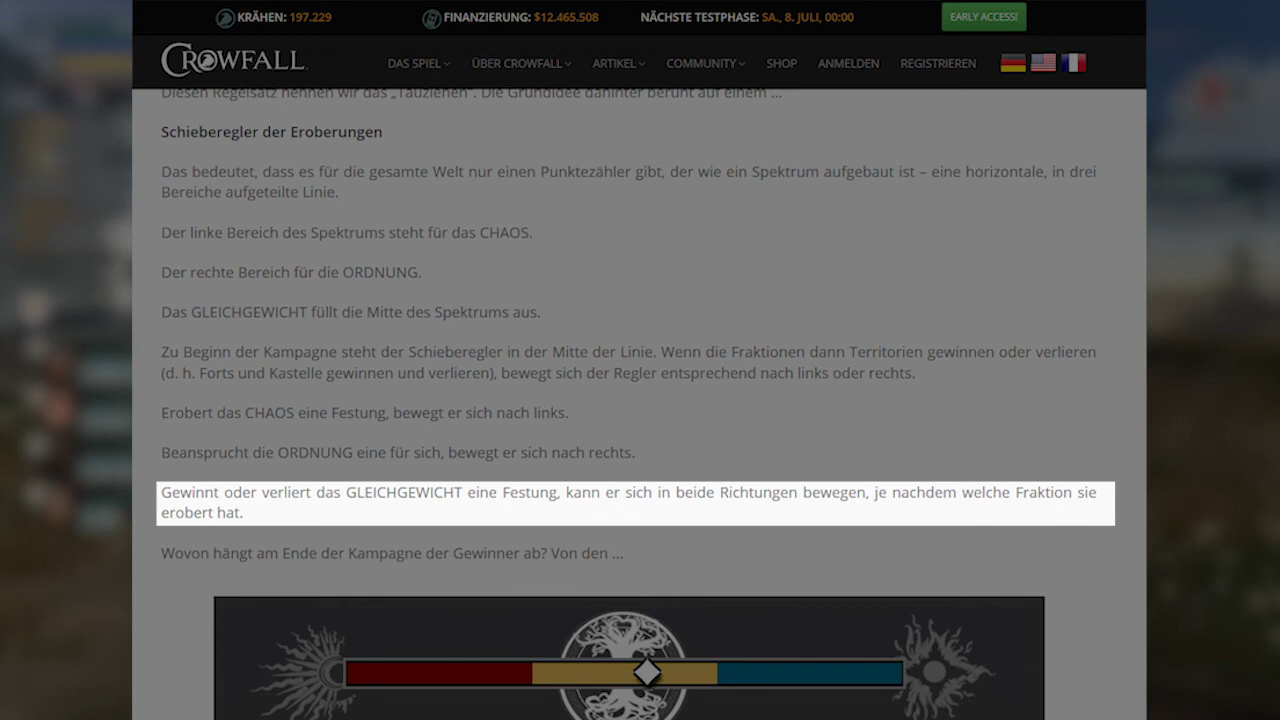 KRÄHEN: 197.229 FINANZIERUNG: $12.465.508 NÄCHSTE TESTPHASE: SA., 8. JULI, 00:00 EARLY ACCESS!
CROWFALL DAS SPIEL ÜBER CROWFALL ARTIKEL COMMUNITY SHOP ANMELDEN REGISTRIEREN
Diesen Regelsatz nennen wir das „Tauziehen“. Die Grundidee dahinter beruht auf einem ...
Schieberegler der Eroberungen
Das bedeutet, dass es für die gesamte Welt nur einen Punktezähler gibt, der wie ein Spektrum aufgebaut ist – eine horizontale, in drei
Bereiche aufgeteilte Linie.
Der linke Bereich des Spektrums steht für das CHAOS.
Der rechte Bereich für die ORDNUNG.
Das GLEICHGEWICHT füllt die Mitte des Spektrums aus.
Zu Beginn der Kampagne steht der Schieberegler in der Mitte der Linie. Wenn die Fraktionen dann Territorien gewinnen oder verlieren
(d. h. Forts und Kastelle gewinnen und verlieren), bewegt sich der Regler entsprechend nach links oder rechts.
Erobert das CHAOS eine Festung, bewegt er sich nach links.
Beansprucht die ORDNUNG eine für sich, bewegt er sich nach rechts.
Gewinnt oder verliert das GLEICHGEWICHT eine Festung, kann er sich in beide Richtungen bewegen, je nachdem welche Fraktion sie
erobert hat.
Wovon hängt am Ende der Kampagne der Gewinner ab? Von den ...